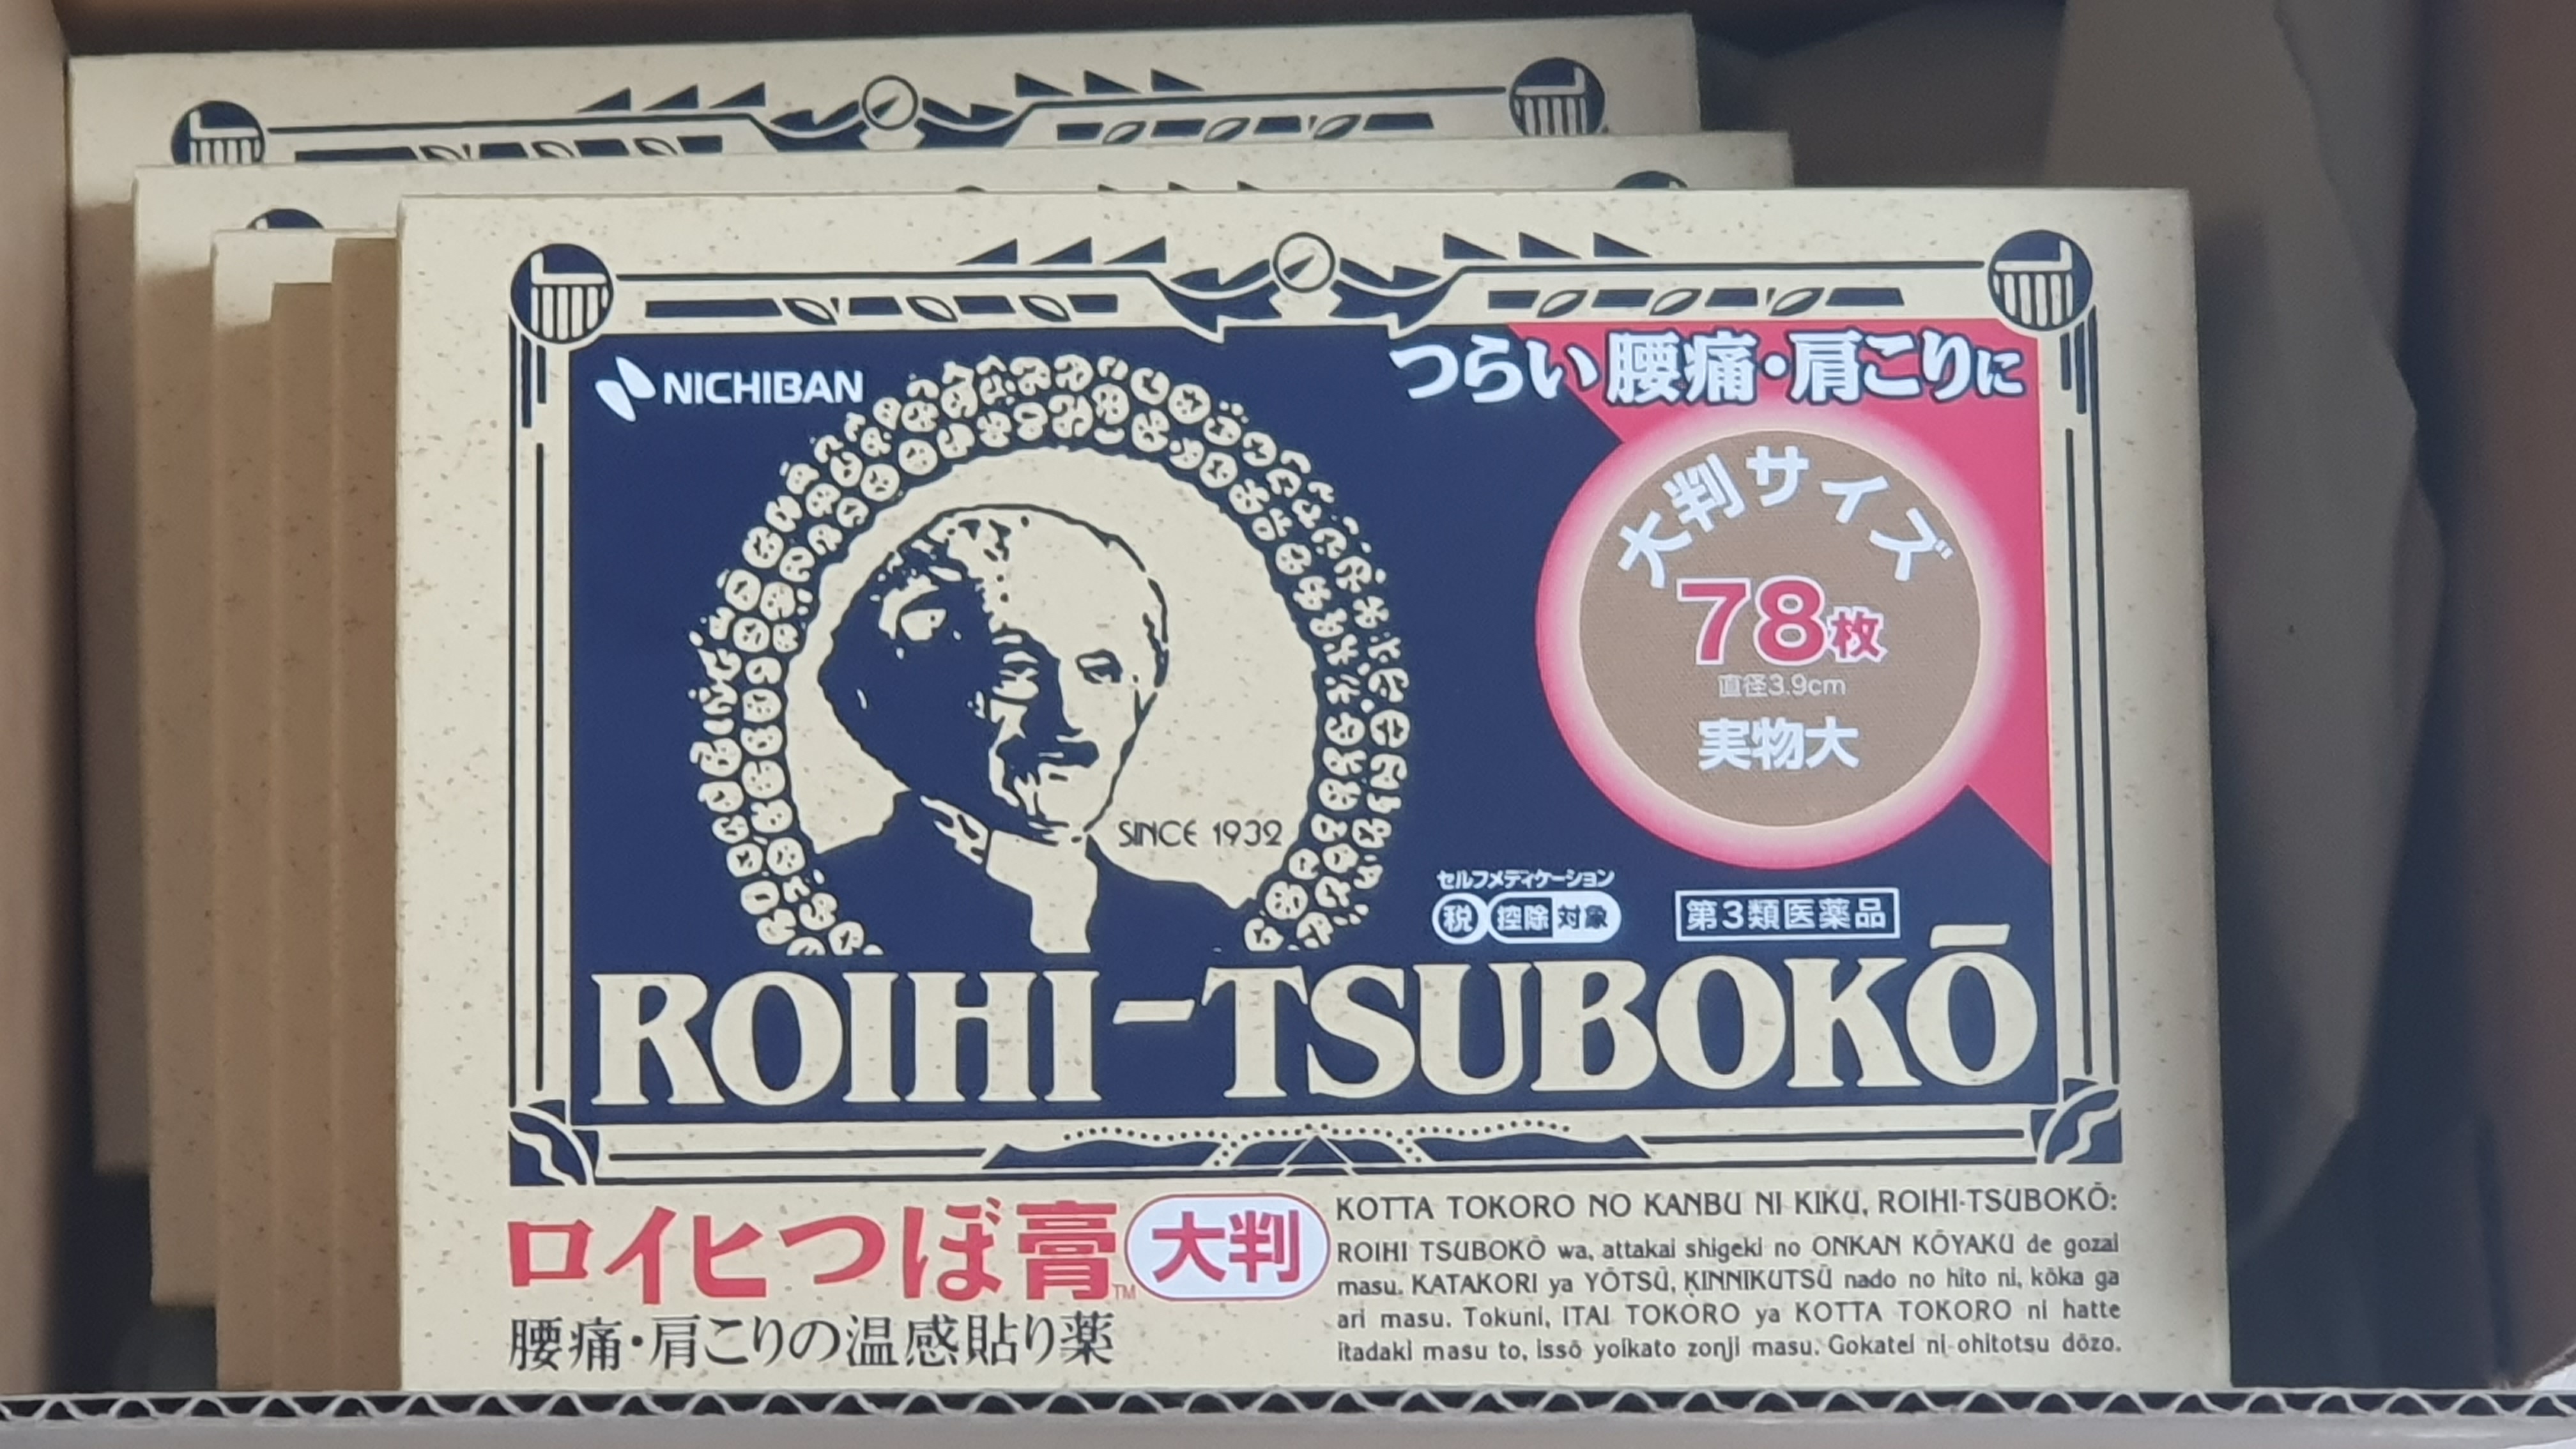 NICHIBAN
つらい腰痛・肩こりに
大判サイズ
78枚
直径3.9cm
実物大
SINCE 1932
セルフメディケーション
税 控除 対象
第3類医薬品
ROIHI-TSUBOKŌ
ロイヒつぼ膏™ 大判
腰痛・肩こりの温感貼り薬
KOTTA TOKORO NO KANBU NI KIKU, ROIHI-TSUBOKŌ:
ROIHI TSUBOKŌ wa, attakai shigeki no ONKAN KŌYAKU de gozai
masu. KATAKORI ya YŌTSŪ, KINNIKUTSŪ nado no hito ni, kōka ga
ari masu. Tokuni, ITAI TOKORO ya KOTTA TOKORO ni hatte
itadaki masu to, issō yoikato zonji masu. Gokatei ni ohitotsu dōzo.